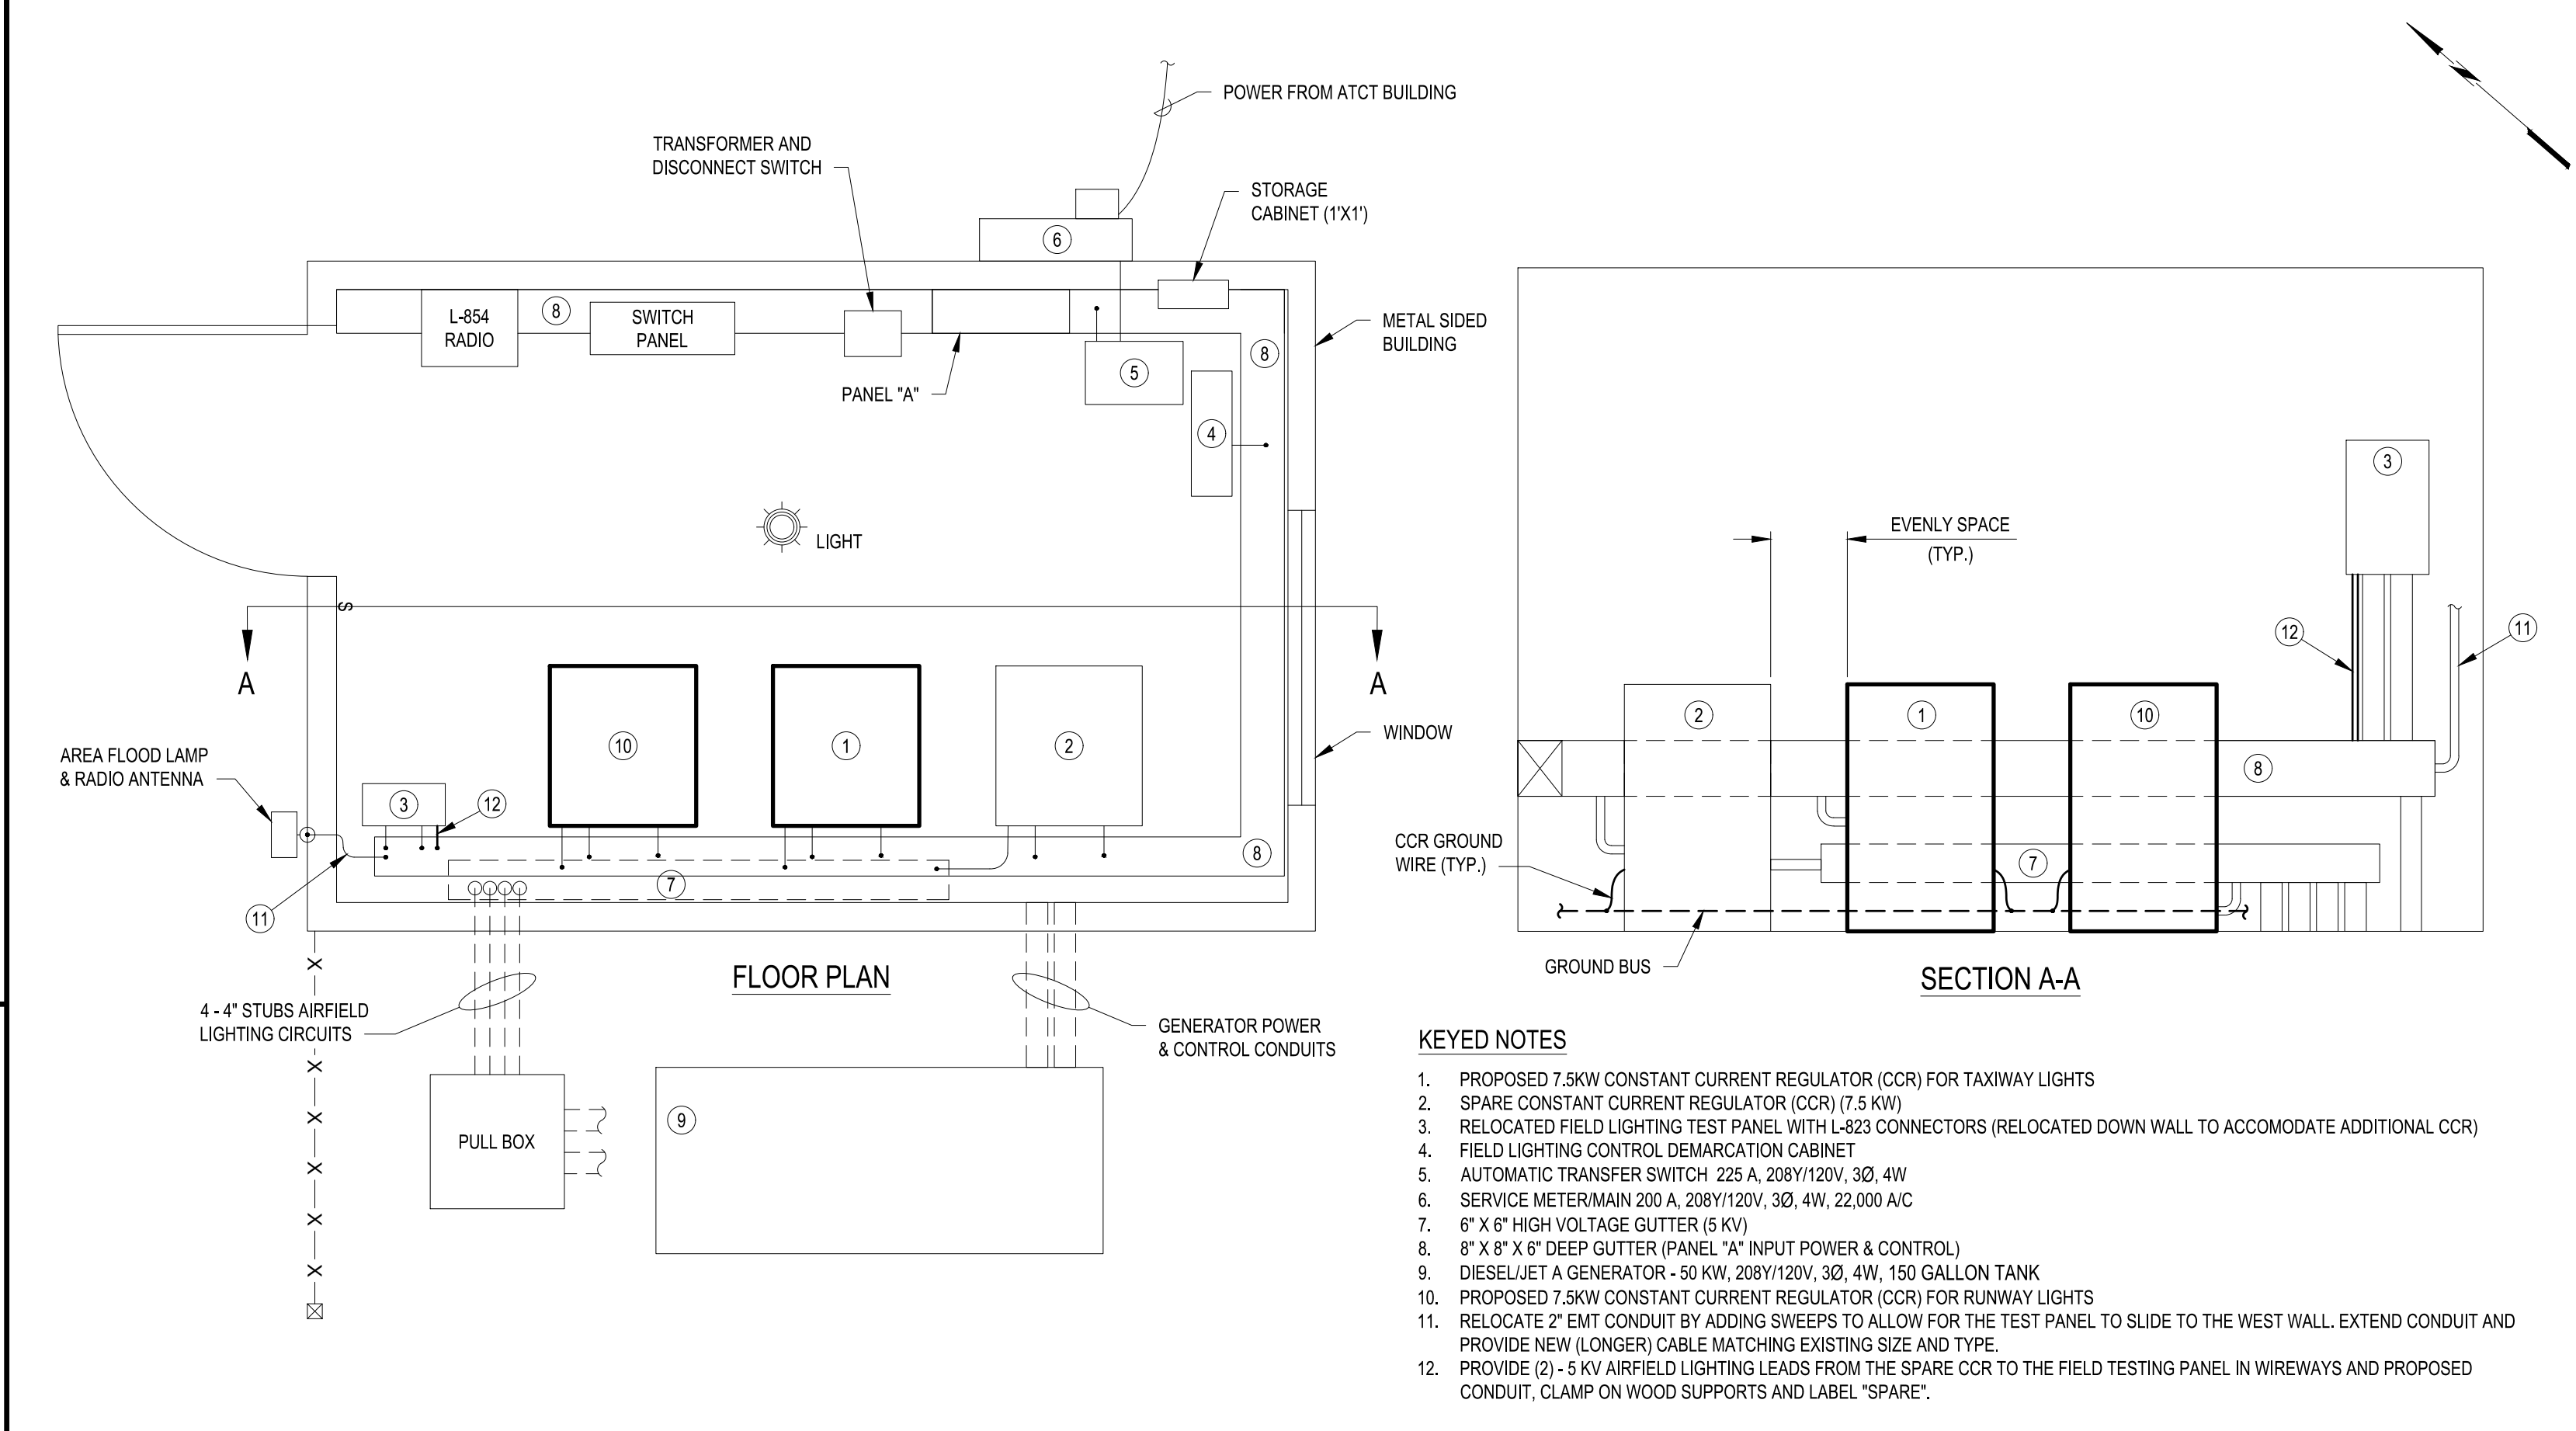 POWER FROM ATCT BUILDING
TRANSFORMER AND
DISCONNECT SWITCH
STORAGE
CABINET (1'X1')
6
L-854
RADIO
8
SWITCH
PANEL
METAL SIDED
BUILDING
8
5
PANEL "A"
4
LIGHT
S
A
A
10
1
2
WINDOW
AREA FLOOD LAMP
& RADIO ANTENNA
3
12
8
7
11
X
FLOOR PLAN
4 - 4" STUBS AIRFIELD
LIGHTING CIRCUITS
GENERATOR POWER
& CONTROL CONDUITS
X
X
X
X
X
X
PULL BOX
9
3
EVENLY SPACE
(TYP.)
12
11
2
1
10
8
CCR GROUND
WIRE (TYP.)
7
GROUND BUS
SECTION A-A
KEYED NOTES
1. PROPOSED 7.5KW CONSTANT CURRENT REGULATOR (CCR) FOR TAXIWAY LIGHTS
2. SPARE CONSTANT CURRENT REGULATOR (CCR) (7.5 KW)
3. RELOCATED FIELD LIGHTING TEST PANEL WITH L-823 CONNECTORS (RELOCATED DOWN WALL TO ACCOMODATE ADDITIONAL CCR)
4. FIELD LIGHTING CONTROL DEMARCATION CABINET
5. AUTOMATIC TRANSFER SWITCH 225 A, 208Y/120V, 3Ø, 4W
6. SERVICE METER/MAIN 200 A, 208Y/120V, 3Ø, 4W, 22,000 A/C
7. 6" X 6" HIGH VOLTAGE GUTTER (5 KV)
8. 8" X 8" X 6" DEEP GUTTER (PANEL "A" INPUT POWER & CONTROL)
9. DIESEL/JET A GENERATOR - 50 KW, 208Y/120V, 3Ø, 4W, 150 GALLON TANK
10. PROPOSED 7.5KW CONSTANT CURRENT REGULATOR (CCR) FOR RUNWAY LIGHTS
11. RELOCATE 2" EMT CONDUIT BY ADDING SWEEPS TO ALLOW FOR THE TEST PANEL TO SLIDE TO THE WEST WALL. EXTEND CONDUIT AND
PROVIDE NEW (LONGER) CABLE MATCHING EXISTING SIZE AND TYPE.
12. PROVIDE (2) - 5 KV AIRFIELD LIGHTING LEADS FROM THE SPARE CCR TO THE FIELD TESTING PANEL IN WIREWAYS AND PROPOSED
CONDUIT, CLAMP ON WOOD SUPPORTS AND LABEL "SPARE".